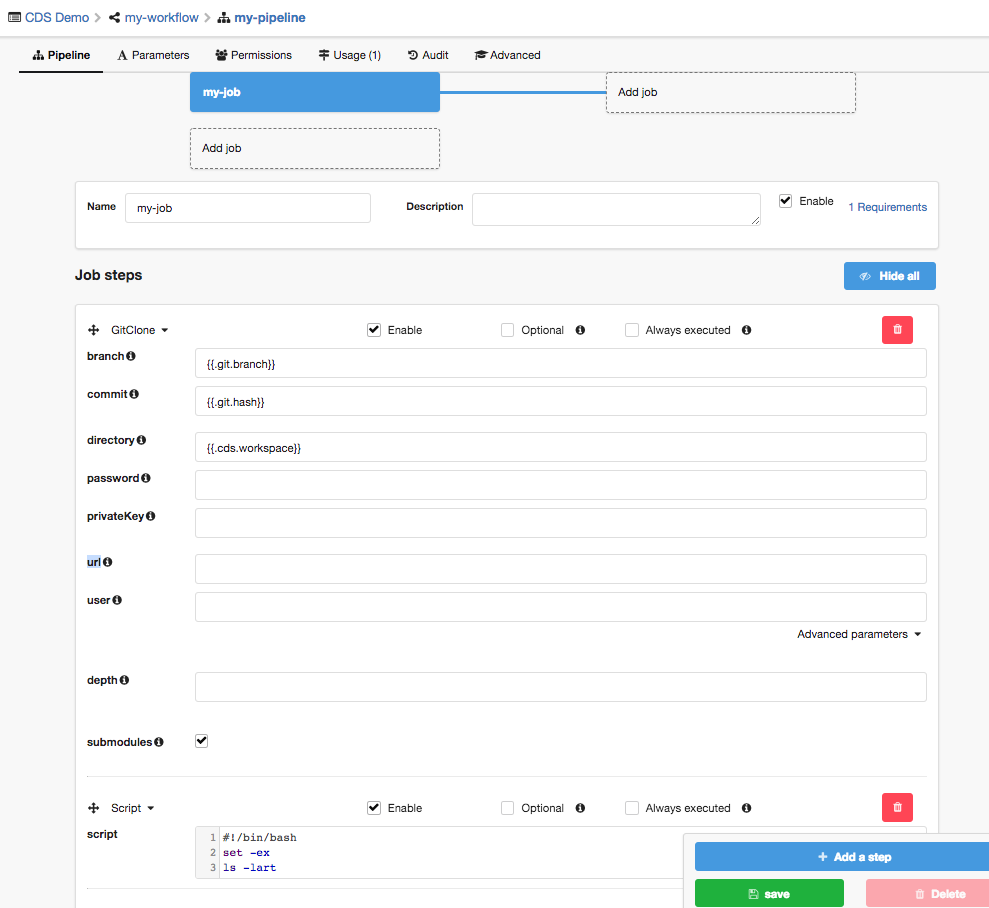 CDS Demo > my-workflow > my-pipeline
Pipeline Parameters Permissions Usage (1) Audit Advanced
my-job Add job
Add job
Name my-job Description Enable 1 Requirements
Job steps Hide all
GitClone Enable Optional Always executed
branch {{.git.branch}}
commit {{.git.hash}}
directory {{.cds.workspace}}
password
privateKey
url
user
Advanced parameters
depth
submodules
Script Enable Optional Always executed
script
1 #!/bin/bash
2 set -ex
3 ls -lart
+ Add a step
save Delete